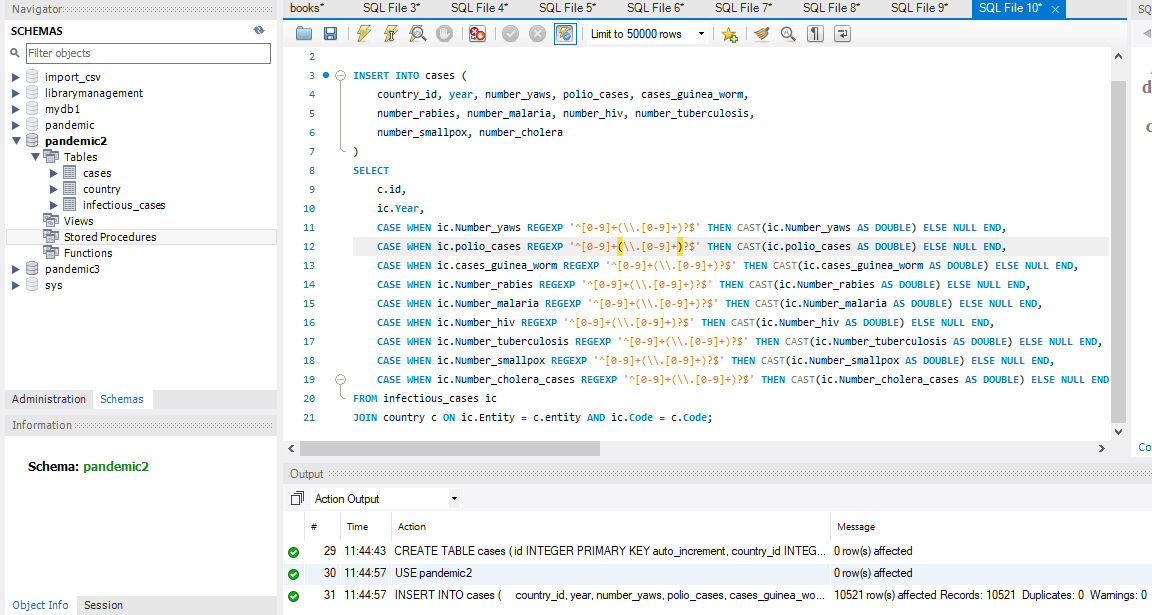 Navigator
SCHEMAS
Filter objects
import_csv
librarymanagement
mydb1
pandemic
pandemic2
Tables
cases
country
infectious_cases
Views
Stored Procedures
Functions
pandemic3
sys
Administration Schemas
Information
Schema: pandemic2
Object Info Session
books* SQL File 3* SQL File 4* SQL File 5* SQL File 6* SQL File 7* SQL File 8* SQL File 9* SQL File 10* SQ
Limit to 50000 rows
2
3 INSERT INTO cases (
4 country_id, year, number_yaws, polio_cases, cases_guinea_worm,
5 number_rabies, number_malaria, number_hiv, number_tuberculosis,
6 number_smallpox, number_cholera
7 )
8 SELECT
9 c.id,
10 ic.Year,
11 CASE WHEN ic.Number_yaws REGEXP '^[0-9]+(\\.[0-9]+)?$' THEN CAST(ic.Number_yaws AS DOUBLE) ELSE NULL END,
12 CASE WHEN ic.polio_cases REGEXP '^[0-9]+(\\.[0-9]+)?$' THEN CAST(ic.polio_cases AS DOUBLE) ELSE NULL END,
13 CASE WHEN ic.cases_guinea_worm REGEXP '^[0-9]+(\\.[0-9]+)?$' THEN CAST(ic.cases_guinea_worm AS DOUBLE) ELSE NULL END,
14 CASE WHEN ic.Number_rabies REGEXP '^[0-9]+(\\.[0-9]+)?$' THEN CAST(ic.Number_rabies AS DOUBLE) ELSE NULL END,
15 CASE WHEN ic.Number_malaria REGEXP '^[0-9]+(\\.[0-9]+)?$' THEN CAST(ic.Number_malaria AS DOUBLE) ELSE NULL END,
16 CASE WHEN ic.Number_hiv REGEXP '^[0-9]+(\\.[0-9]+)?$' THEN CAST(ic.Number_hiv AS DOUBLE) ELSE NULL END,
17 CASE WHEN ic.Number_tuberculosis REGEXP '^[0-9]+(\\.[0-9]+)?$' THEN CAST(ic.Number_tuberculosis AS DOUBLE) ELSE NULL END,
18 CASE WHEN ic.Number_smallpox REGEXP '^[0-9]+(\\.[0-9]+)?$' THEN CAST(ic.Number_smallpox AS DOUBLE) ELSE NULL END,
19 CASE WHEN ic.Number_cholera_cases REGEXP '^[0-9]+(\\.[0-9]+)?$' THEN CAST(ic.Number_cholera_cases AS DOUBLE) ELSE NULL END
20 FROM infectious_cases ic
21 JOIN country c ON ic.Entity = c.entity AND ic.Code = c.Code;
d
c
Co
Output
Action Output
# Time Action Message
29 11:44:43 CREATE TABLE cases ( id INTEGER PRIMARY KEY auto_increment, country_id INTEG... 0 row(s) affected
30 11:44:57 USE pandemic2 0 row(s) affected
31 11:44:57 INSERT INTO cases ( country_id, year, number_yaws, polio_cases, cases_guinea_wo... 10521 row(s) affected Records: 10521 Duplicates: 0 Warnings: 0